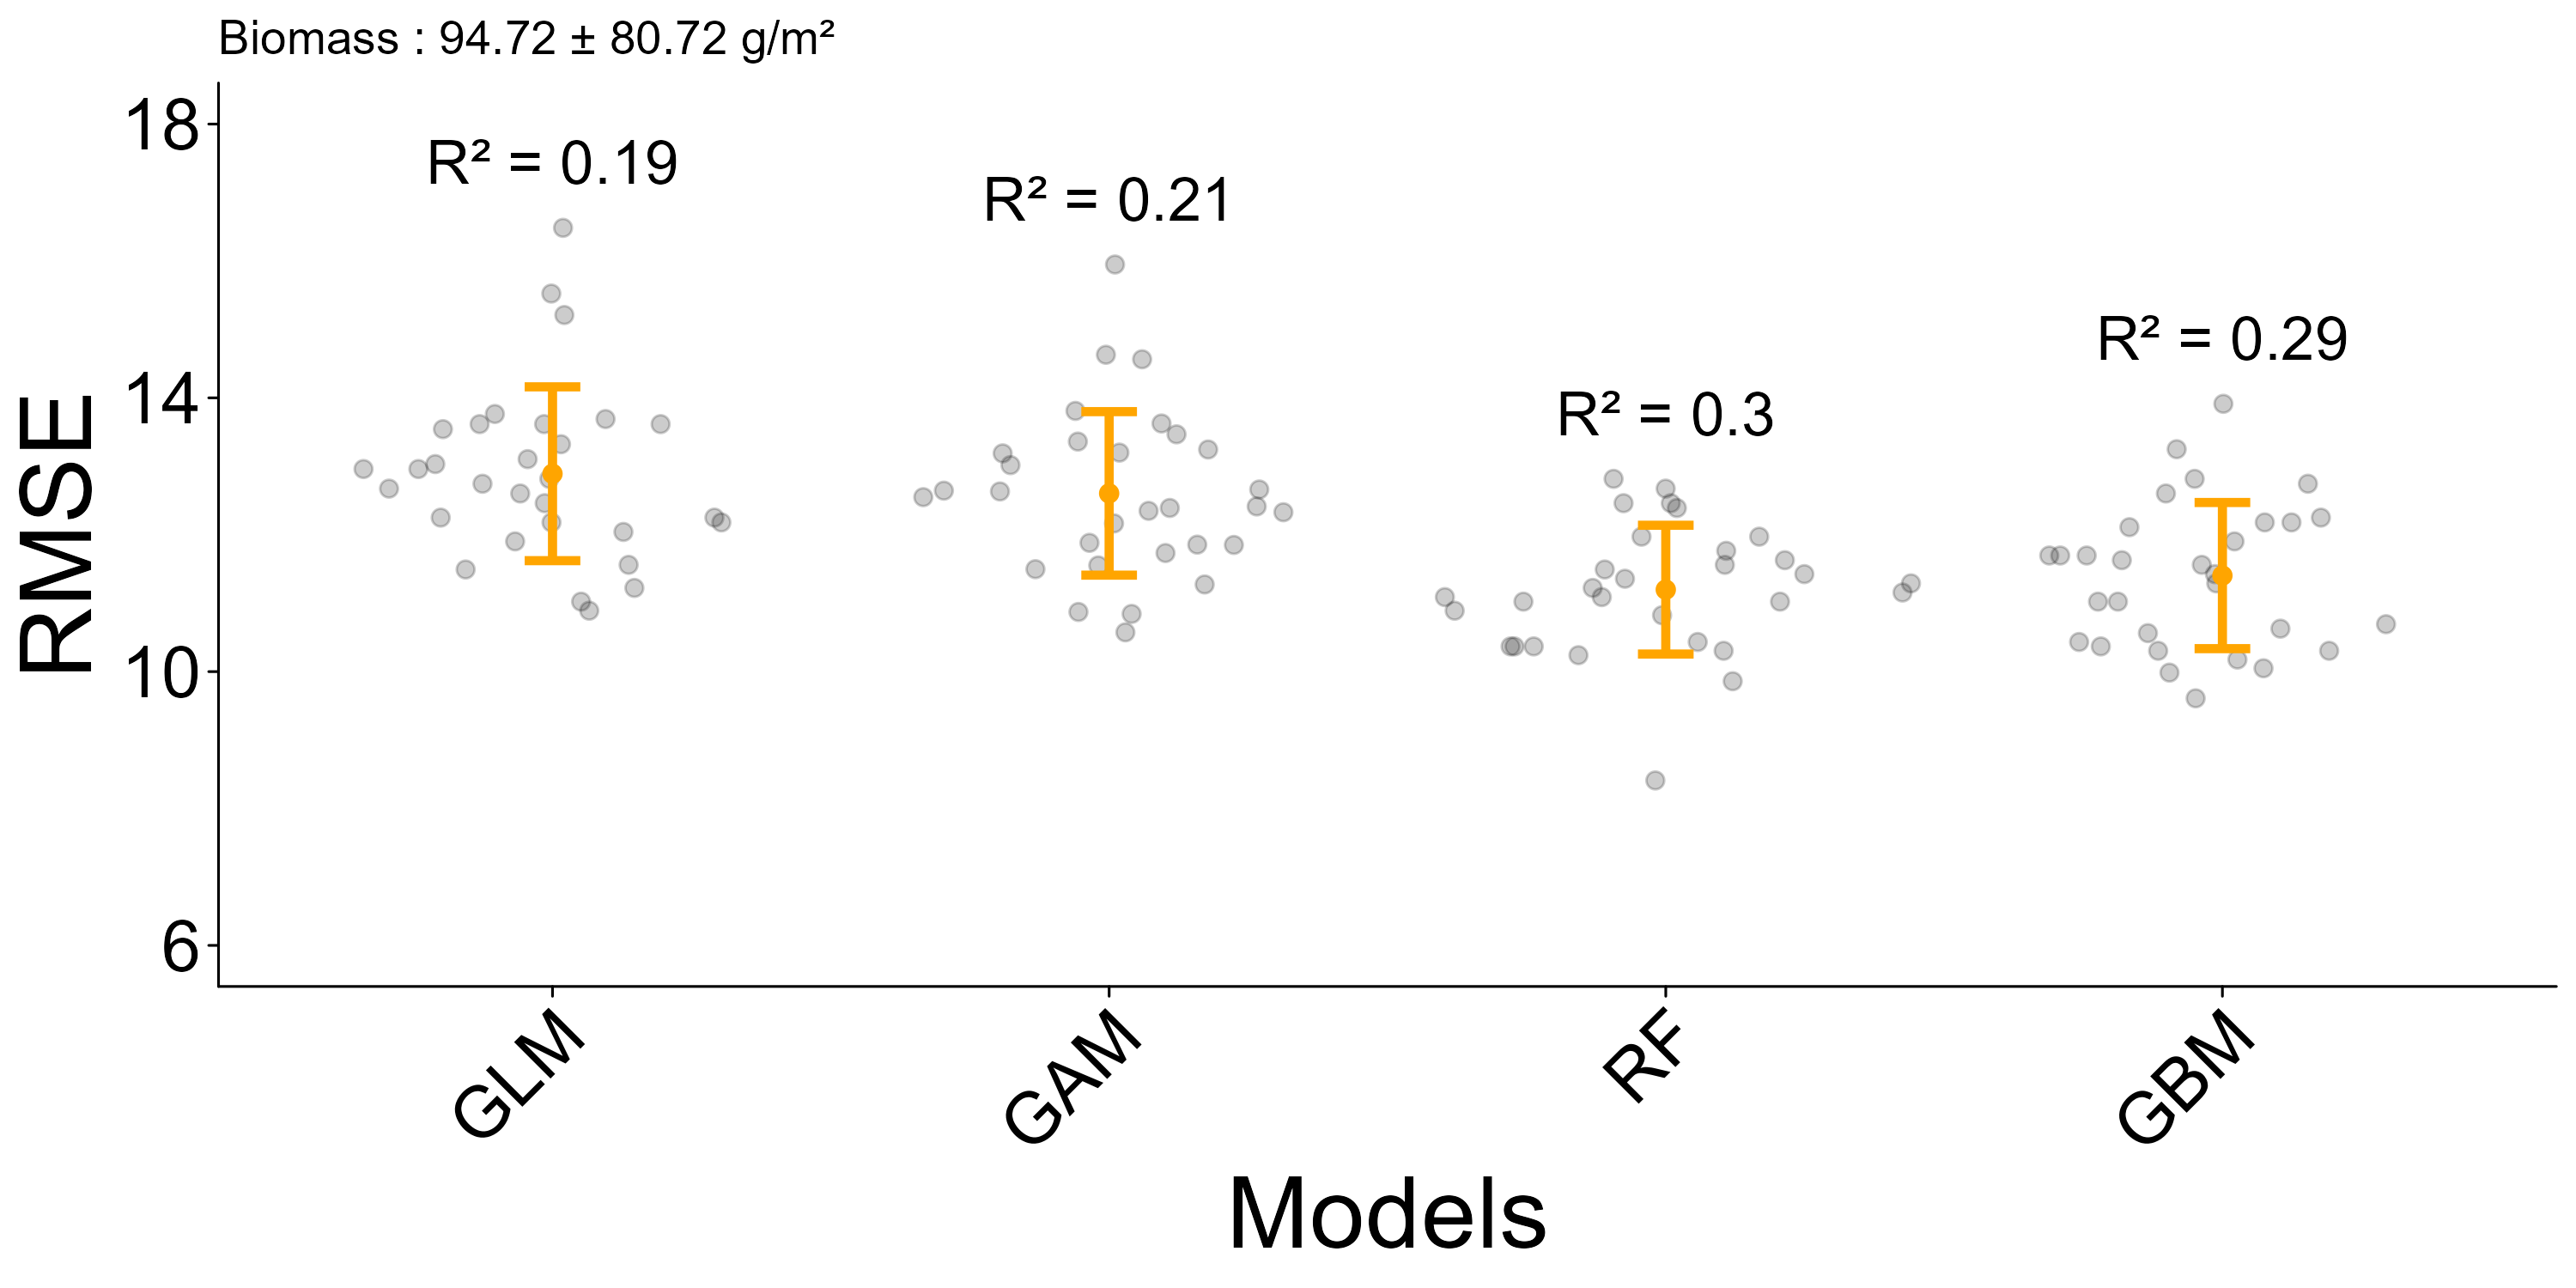 Biomass : 94.72 ± 80.72 g/m²
18
R² = 0.19
R² = 0.21
R² = 0.29
14
R² = 0.3
RMSE
10
6
GLM
GAM
RF
GBM
Models